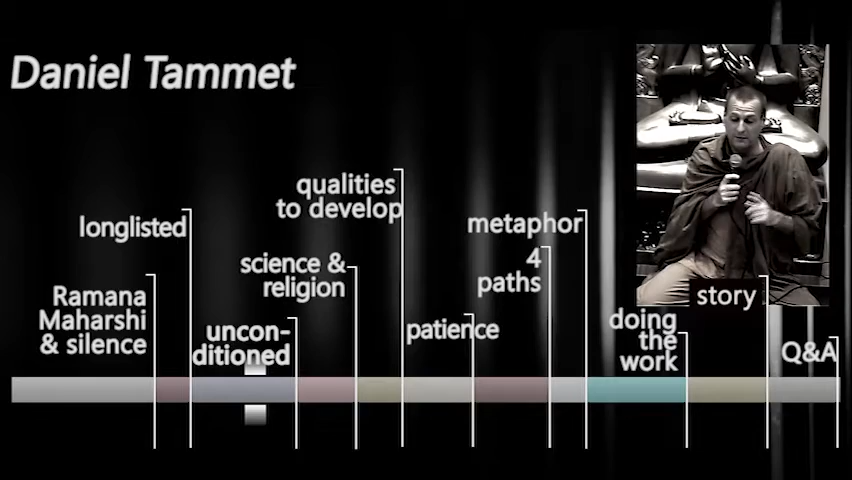 Daniel Tammet
Ramana
Maharshi
& silence
longlisted
uncon-
ditioned
science &
religion
qualities
to develop
patience
4
paths
metaphor
doing
the
work
story
Q&A